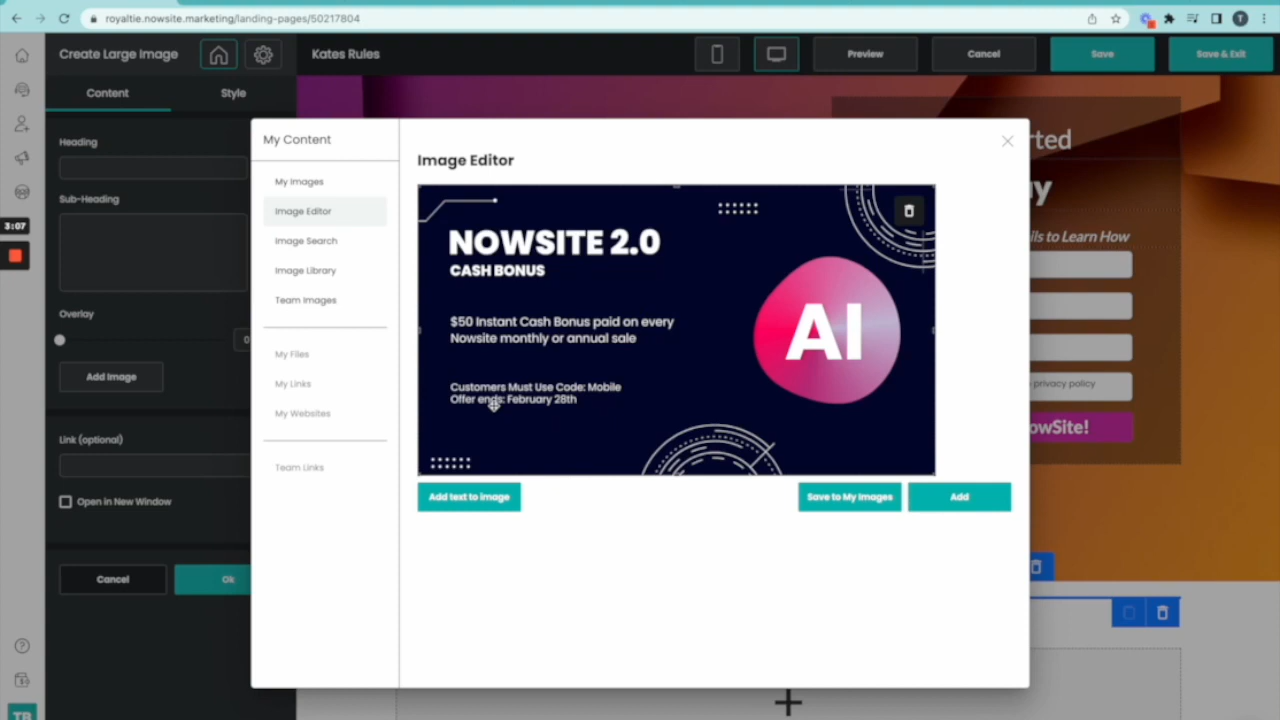 royaltie.nowsite.marketing/landing-pages/50217804
T
Create Large Image
Kates Rules
Preview
Cancel
Save
Save & Exit
Content
Style
Heading
Sub-Heading
3:07
Overlay
0
Add Image
Link (optional)
Open in New Window
Cancel
Ok
TB
My Content
My Images
Image Editor
Image Search
Image Library
Team Images
My Files
My Links
My Websites
Team Links
Image Editor
NOWSITE 2.0
CASH BONUS
$50 Instant Cash Bonus paid on every
Nowsite monthly or annual sale
Customers Must Use Code: Mobile
Offer ends: February 28th
AI
Add text to image
Save to My Images
Add
rted
ay
ils to Learn How
privacy policy
owSite!